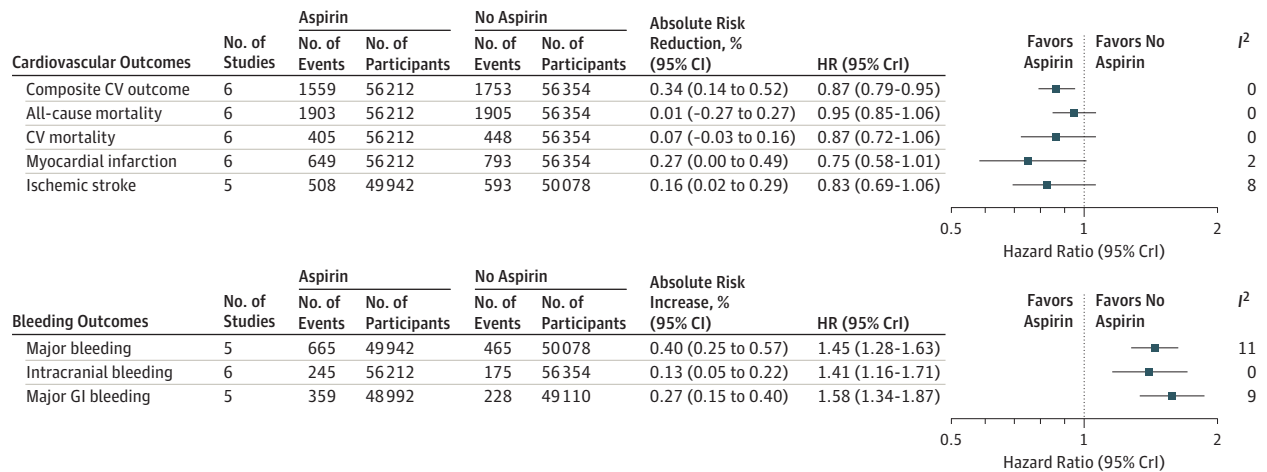 Aspirin No Aspirin Absolute Risk
No. of No. of No. of No. of No. of Reduction, % Favors Favors No I²
Cardiovascular Outcomes Studies Events Participants Events Participants (95% CI) HR (95% CrI) Aspirin Aspirin
Composite CV outcome 6 1559 56212 1753 56354 0.34 (0.14 to 0.52) 0.87 (0.79-0.95) 0
All-cause mortality 6 1903 56212 1905 56354 0.01 (-0.27 to 0.27) 0.95 (0.85-1.06) 0
CV mortality 6 405 56212 448 56354 0.07 (-0.03 to 0.16) 0.87 (0.72-1.06) 0
Myocardial infarction 6 649 56212 793 56354 0.27 (0.00 to 0.49) 0.75 (0.58-1.01) 2
Ischemic stroke 5 508 49942 593 50078 0.16 (0.02 to 0.29) 0.83 (0.69-1.06) 8
0.5 1 2
Hazard Ratio (95% CrI)
Aspirin No Aspirin Absolute Risk
No. of No. of No. of No. of No. of Increase, % Favors Favors No I²
Bleeding Outcomes Studies Events Participants Events Participants (95% CI) HR (95% CrI) Aspirin Aspirin
Major bleeding 5 665 49942 465 50078 0.40 (0.25 to 0.57) 1.45 (1.28-1.63) 11
Intracranial bleeding 6 245 56212 175 56354 0.13 (0.05 to 0.22) 1.41 (1.16-1.71) 0
Major GI bleeding 5 359 48992 228 49110 0.27 (0.15 to 0.40) 1.58 (1.34-1.87) 9
0.5 1 2
Hazard Ratio (95% CrI)